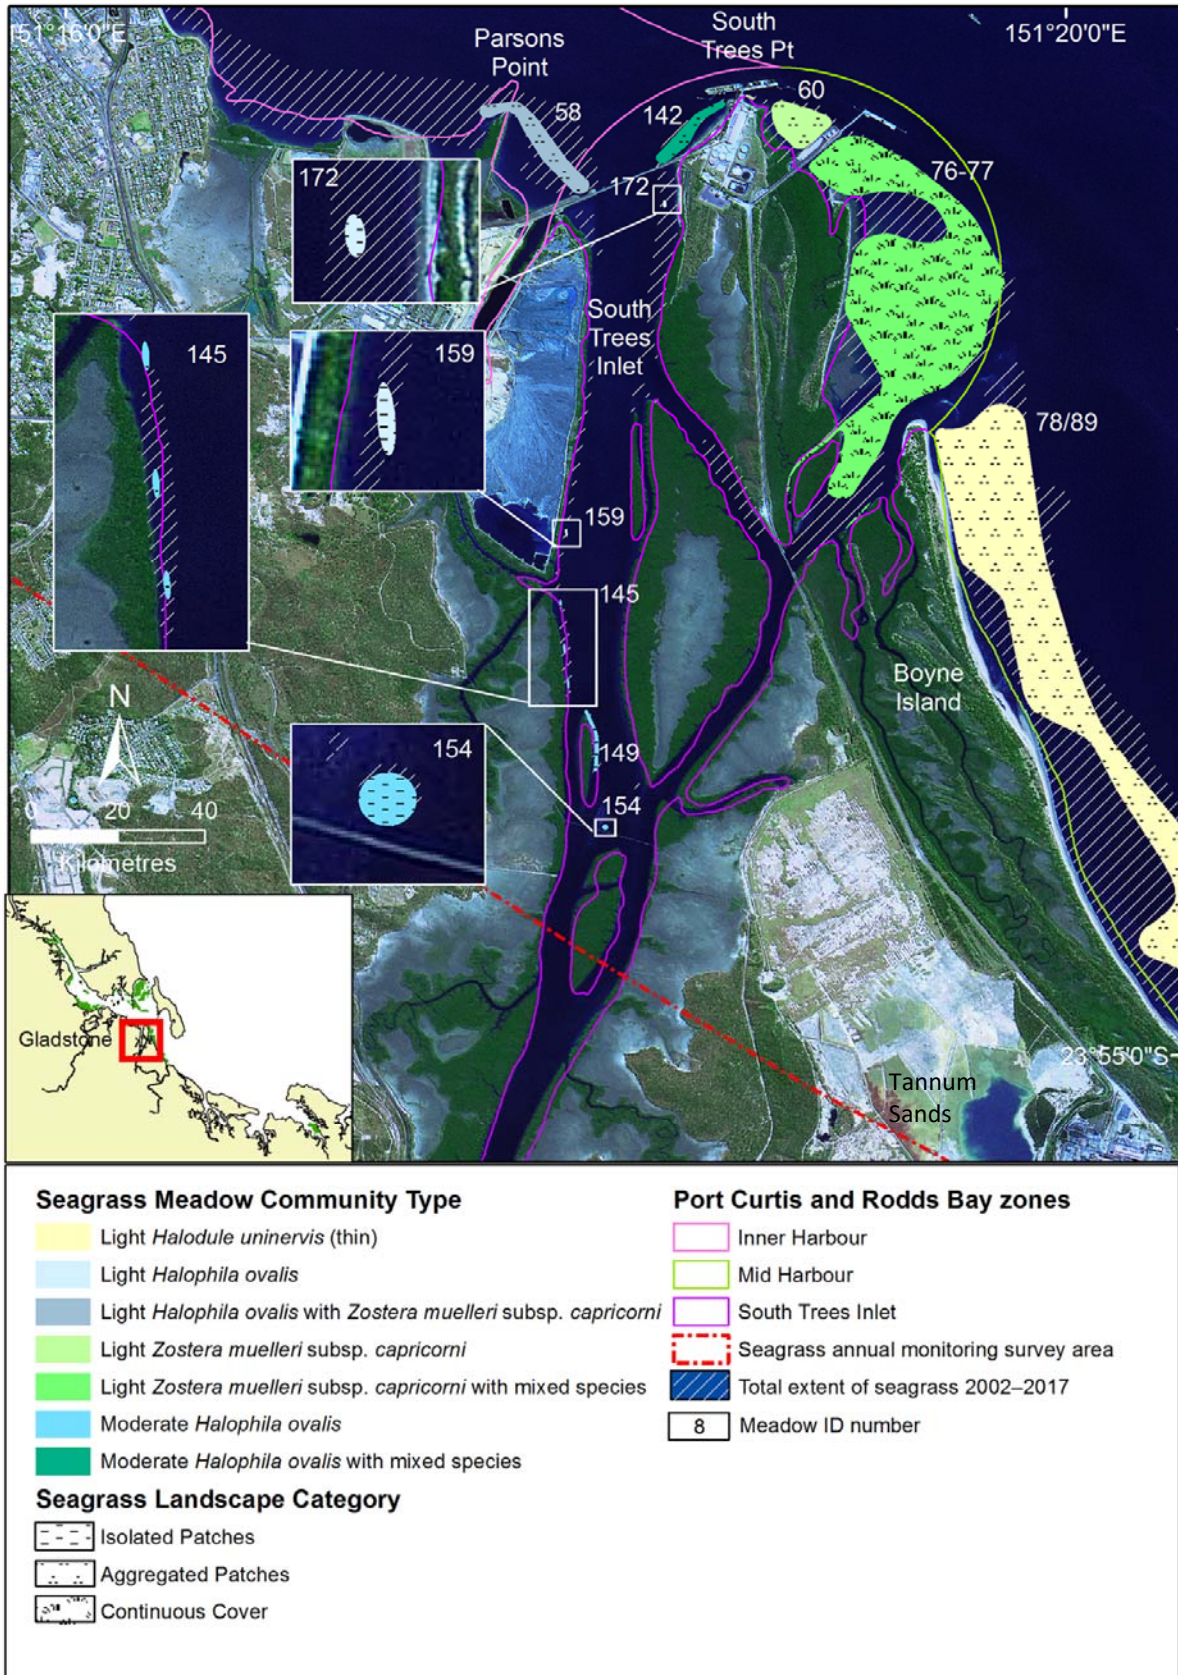 151°16'0"E
South
Trees Pt
151°20'0"E
Parsons
Point
58
142
60
76-77
172
172
South
Trees
Inlet
145
159
78/89
159
145
Boyne
Island
N
154
149
154
0 20 40
Kilometres
Gladstone
23°55'0"S
Tannum
Sands
Seagrass Meadow Community Type
Light Halodule uninervis (thin)
Light Halophila ovalis
Light Halophila ovalis with Zostera muelleri subsp. capricorni
Light Zostera muelleri subsp. capricorni
Light Zostera muelleri subsp. capricorni with mixed species
Moderate Halophila ovalis
Moderate Halophila ovalis with mixed species
Seagrass Landscape Category
Isolated Patches
Aggregated Patches
Continuous Cover
Port Curtis and Rodds Bay zones
Inner Harbour
Mid Harbour
South Trees Inlet
Seagrass annual monitoring survey area
Total extent of seagrass 2002–2017
8 Meadow ID number